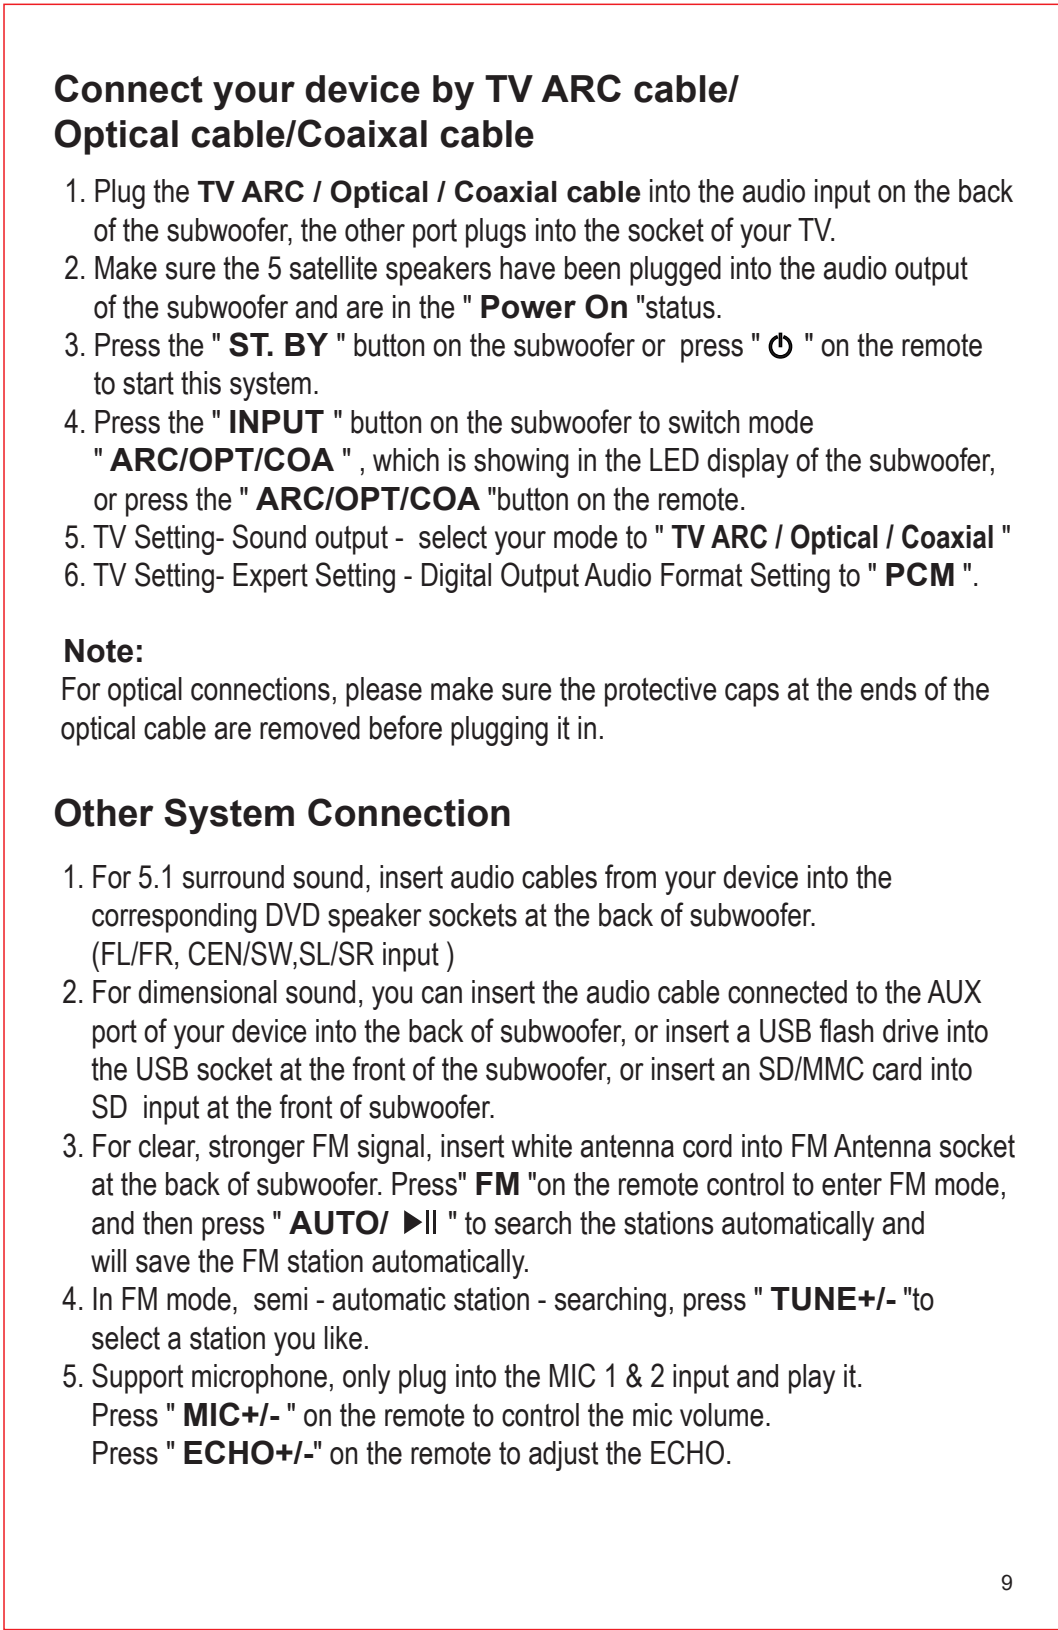 Connect your device by TV ARC cable/
Optical cable/Coaixal cable
1. Plug the TV ARC / Optical / Coaxial cable into the audio input on the back
of the subwoofer, the other port plugs into the socket of your TV.
2. Make sure the 5 satellite speakers have been plugged into the audio output
of the subwoofer and are in the " Power On "status.
3. Press the " ST. BY " button on the subwoofer or press " ⏻ " on the remote
to start this system.
4. Press the " INPUT " button on the subwoofer to switch mode
" ARC/OPT/COA " , which is showing in the LED display of the subwoofer,
or press the " ARC/OPT/COA "button on the remote.
5. TV Setting- Sound output - select your mode to " TV ARC / Optical / Coaxial "
6. TV Setting- Expert Setting - Digital Output Audio Format Setting to " PCM ".
Note:
For optical connections, please make sure the protective caps at the ends of the
optical cable are removed before plugging it in.
Other System Connection
1. For 5.1 surround sound, insert audio cables from your device into the
corresponding DVD speaker sockets at the back of subwoofer.
(FL/FR, CEN/SW,SL/SR input )
2. For dimensional sound, you can insert the audio cable connected to the AUX
port of your device into the back of subwoofer, or insert a USB flash drive into
the USB socket at the front of the subwoofer, or insert an SD/MMC card into
SD input at the front of subwoofer.
3. For clear, stronger FM signal, insert white antenna cord into FM Antenna socket
at the back of subwoofer. Press" FM "on the remote control to enter FM mode,
and then press " AUTO/ ⏯ " to search the stations automatically and
will save the FM station automatically.
4. In FM mode, semi - automatic station - searching, press " TUNE+/- "to
select a station you like.
5. Support microphone, only plug into the MIC 1 & 2 input and play it.
Press " MIC+/- " on the remote to control the mic volume.
Press " ECHO+/-" on the remote to adjust the ECHO.
9